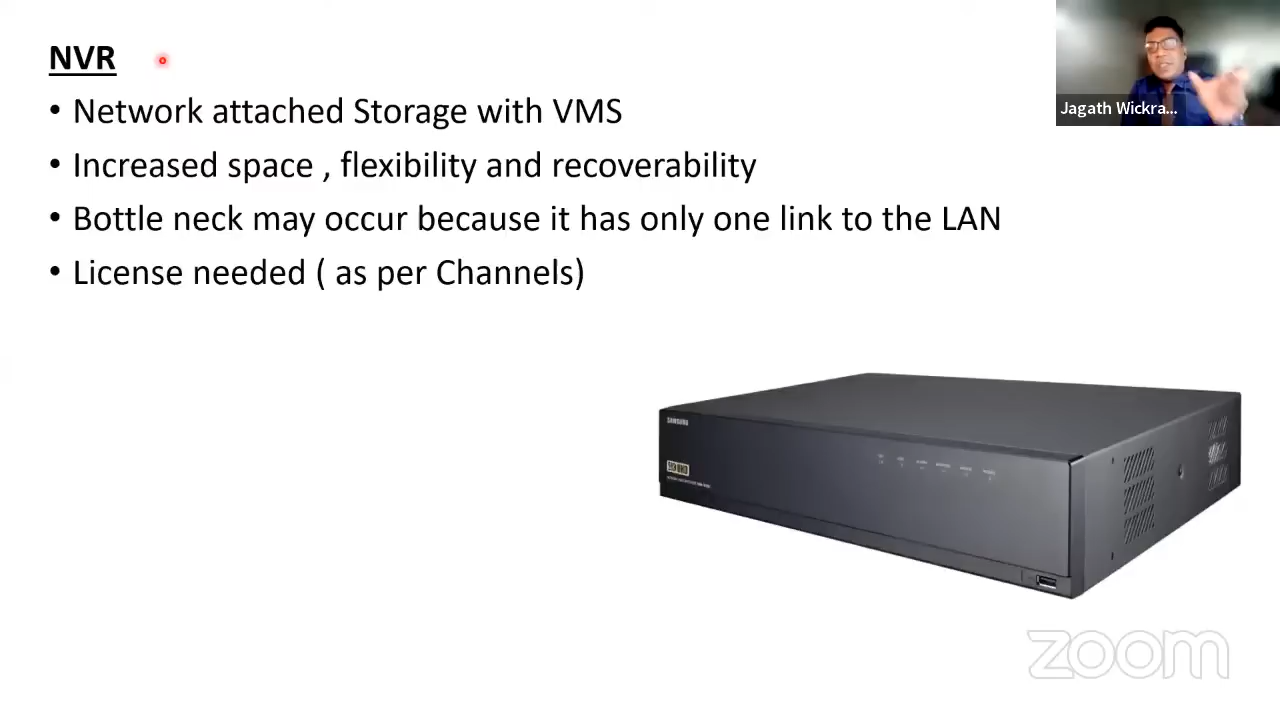 NVR
• Network attached Storage with VMS
• Increased space , flexibility and recoverability
• Bottle neck may occur because it has only one link to the LAN
• License needed ( as per Channels)
Jagath Wickra...
SAMSUNG
zoom